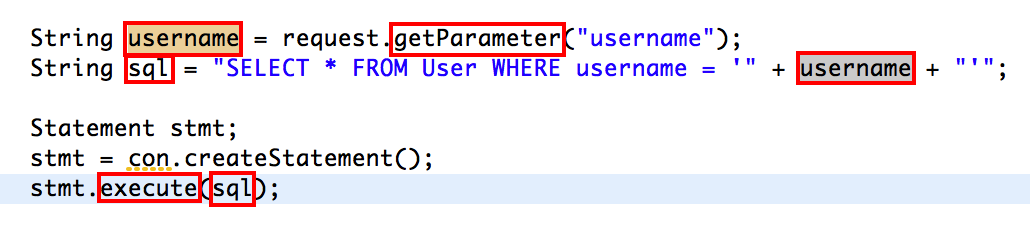 String username = request.getParameter("username");
String sql = "SELECT * FROM User WHERE username = '" + username + "'";
Statement stmt;
stmt = con.createStatement();
stmt.execute(sql);